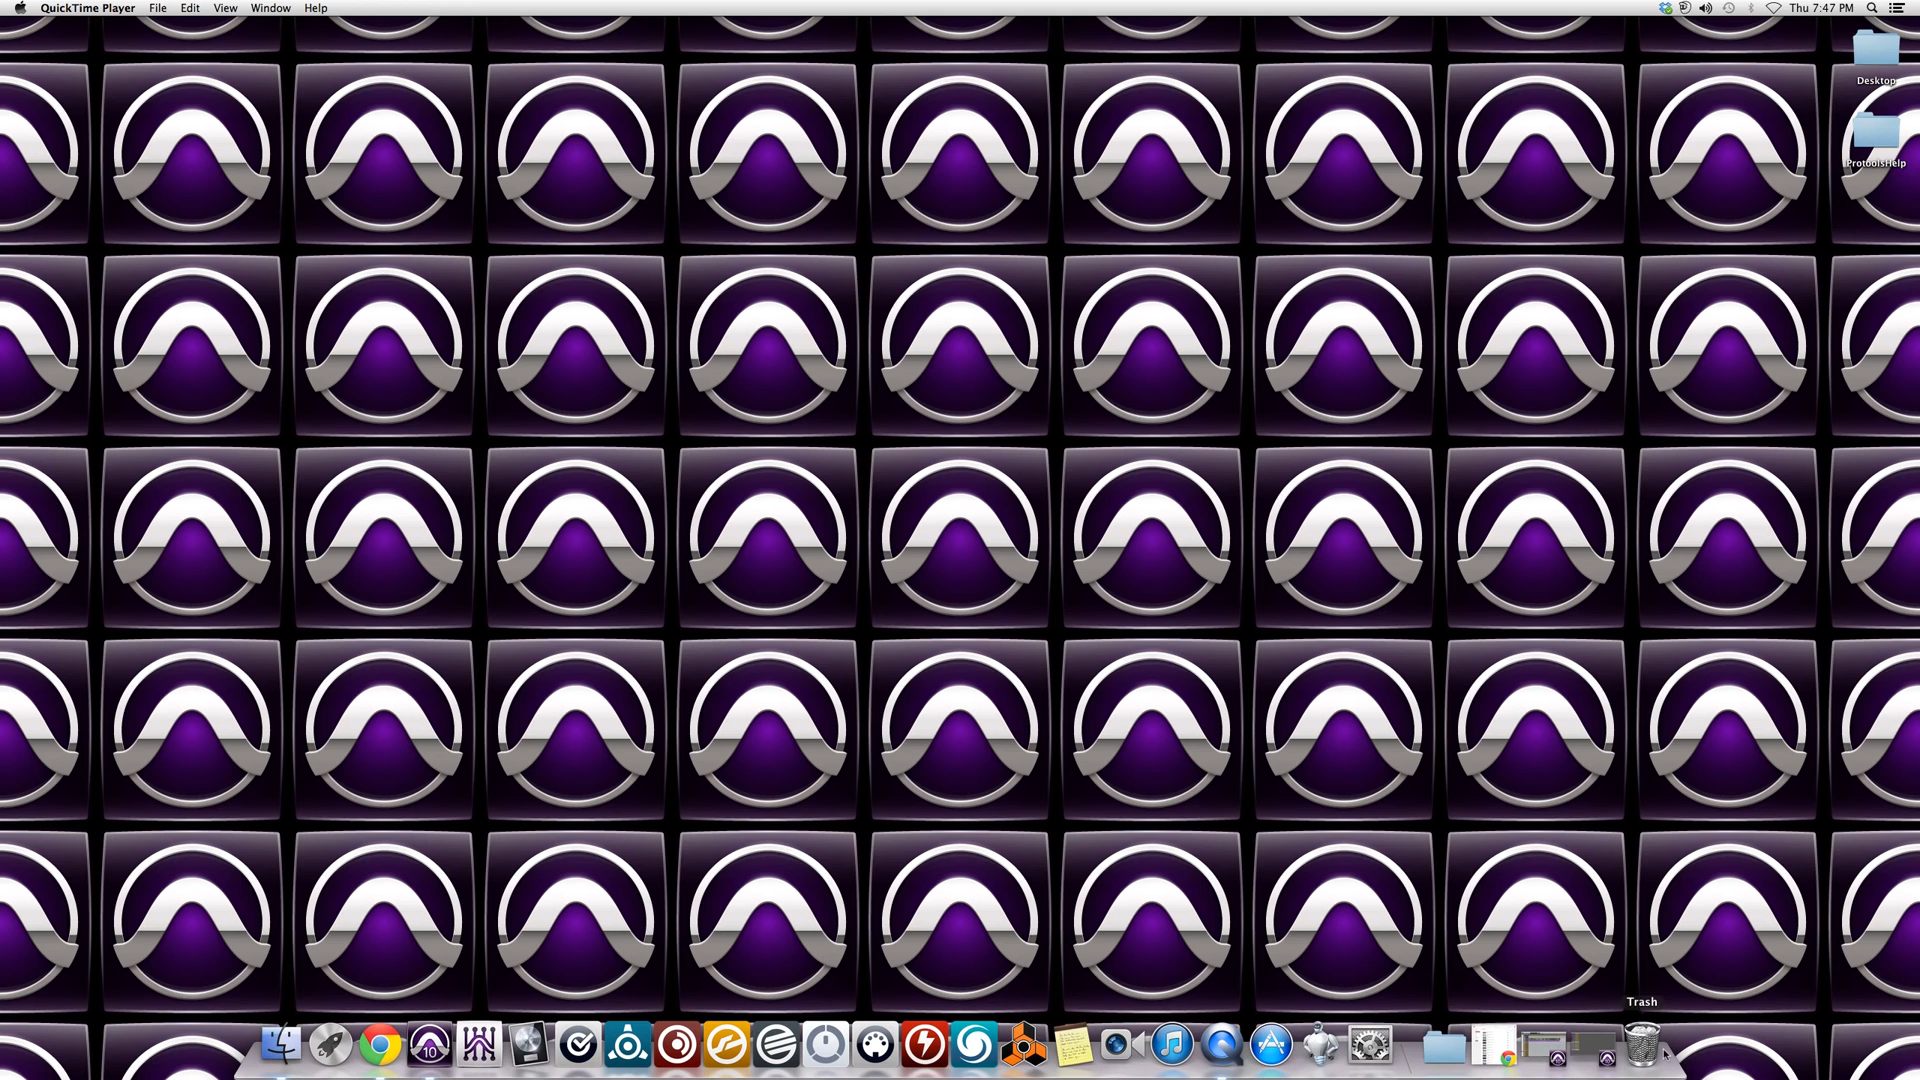 QuickTime Player File Edit View Window Help Thu 7:47 PM
Desktop
ProtoolsHelp
Trash
10